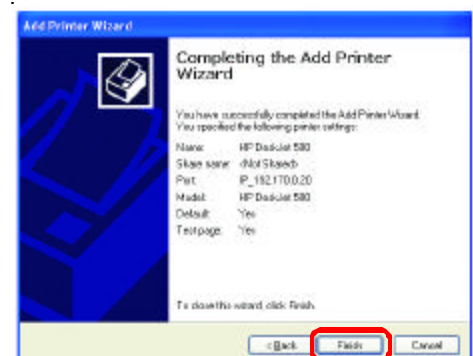 Add Printer Wizard
Completing the Add Printer
Wizard
You have successfully completed the Add Printer Wizard.
You specified the following printer settings:
Name: HP DeskJet 500
Share name: <Not Shared>
Port: IP_192.170.0.20
Model: HP DeskJet 500
Default: Yes
Test page: Yes
To close this wizard, click Finish.
< Back Finish Cancel